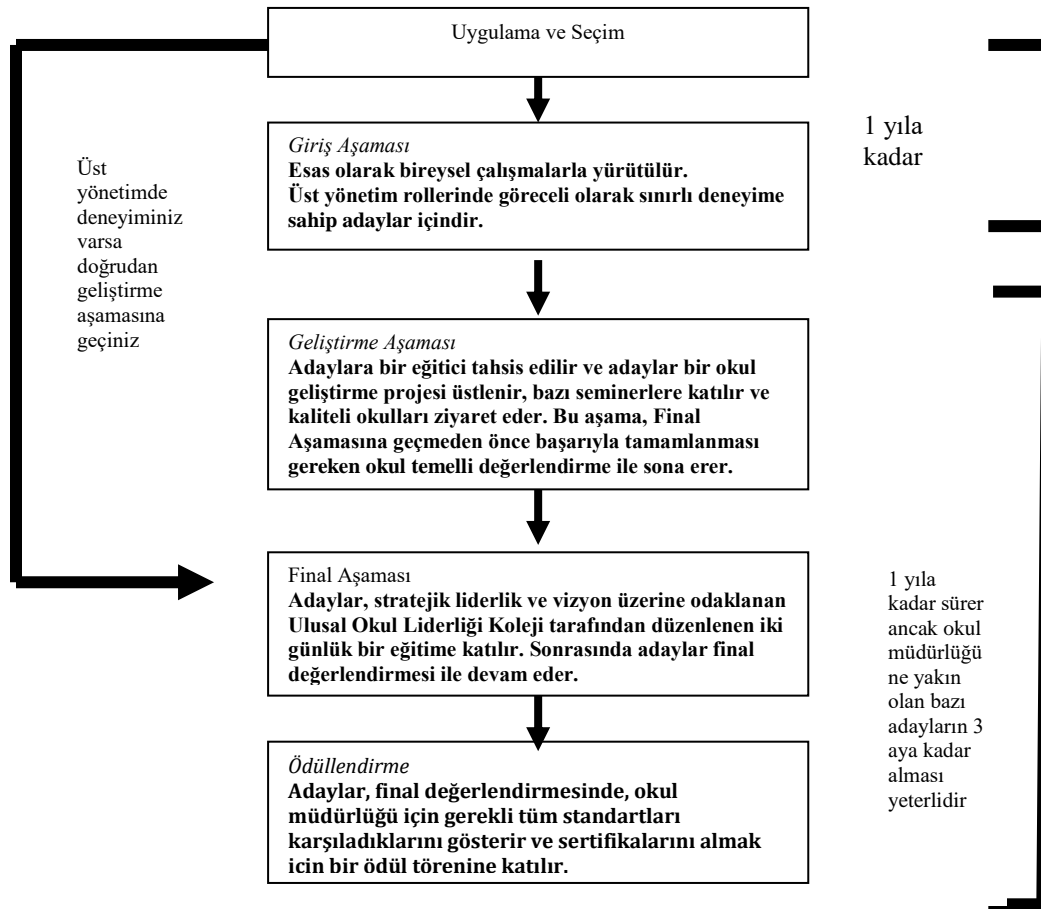 Uygulama ve Seçim
Giriş Aşaması
Esas olarak bireysel çalışmalarla yürütülür.
Üst yönetim rollerinde göreceli olarak sınırlı deneyime
sahip adaylar içindir.
1 yıla
kadar
Üst
yönetimde
deneyiminiz
varsa
doğrudan
geliştirme
aşamasına
geçiniz
Geliştirme Aşaması
Adaylara bir eğitici tahsis edilir ve adaylar bir okul
geliştirme projesi üstlenir, bazı seminerlere katılır ve
kaliteli okulları ziyaret eder. Bu aşama, Final
Aşamasına geçmeden önce başarıyla tamamlanması
gereken okul temelli değerlendirme ile sona erer.
Final Aşaması
Adaylar, stratejik liderlik ve vizyon üzerine odaklanan
Ulusal Okul Liderliği Koleji tarafından düzenlenen iki
günlük bir eğitime katılır. Sonrasında adaylar final
değerlendirmesi ile devam eder.
1 yıla
kadar sürer
ancak okul
müdürlüğü
ne yakın
olan bazı
adayların 3
aya kadar
alması
yeterlidir
Ödüllendirme
Adaylar, final değerlendirmesinde, okul
müdürlüğü için gerekli tüm standartları
karşıladıklarını gösterir ve sertifikalarını almak
için bir ödül törenine katılır.